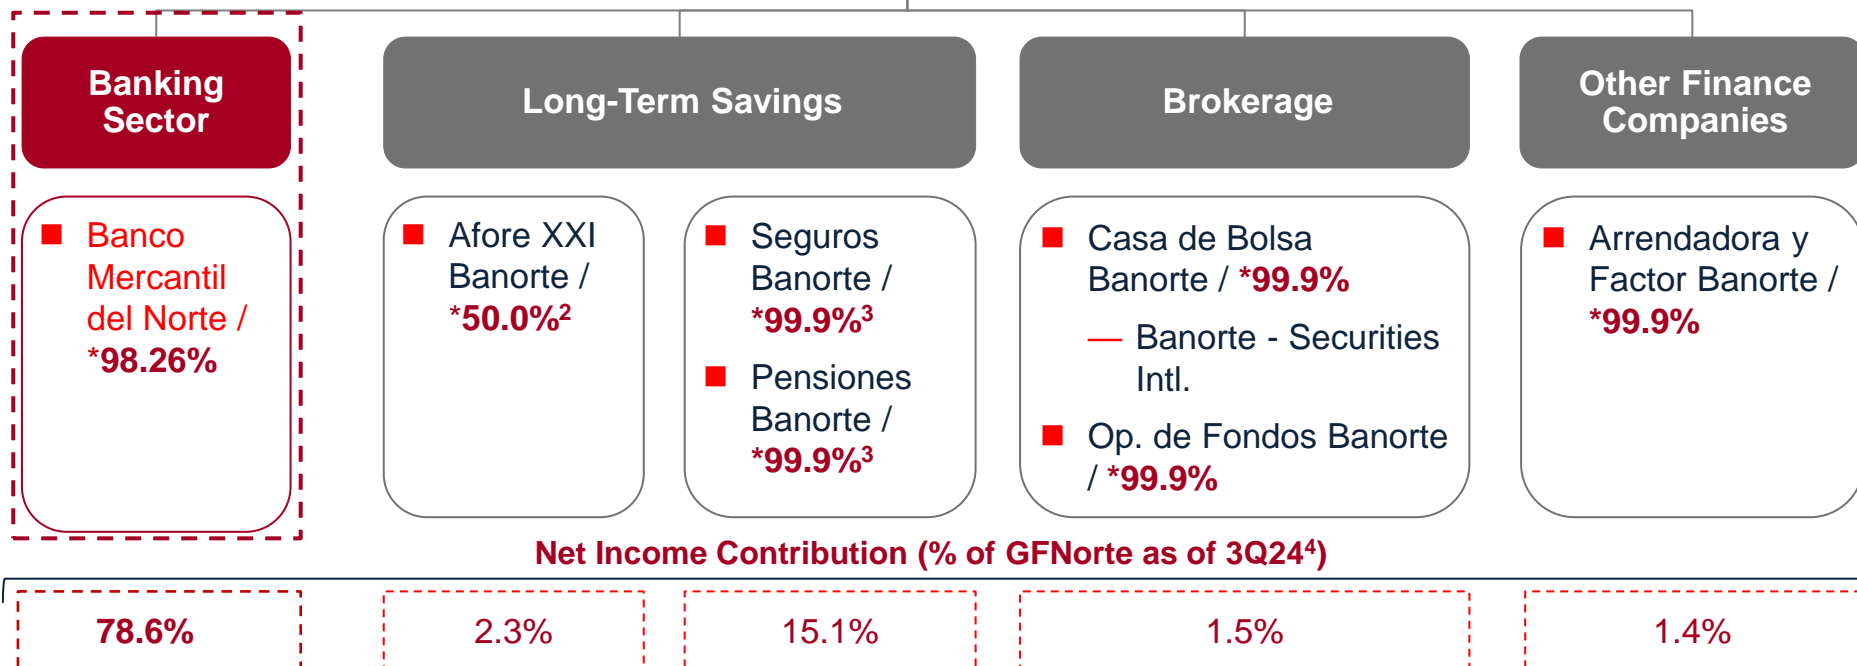 Banking
Sector
Long-Term Savings
Brokerage
Other Finance
Companies
■ Banco
Mercantil
del Norte /
*98.26%
■ Afore XXI
Banorte /
*50.0%²
■ Seguros
Banorte /
*99.9%³
■ Pensiones
Banorte /
*99.9%³
■ Casa de Bolsa
Banorte / *99.9%
— Banorte - Securities
Intl.
■ Op. de Fondos Banorte
/ *99.9%
■ Arrendadora y
Factor Banorte /
*99.9%
Net Income Contribution (% of GFNorte as of 3Q24⁴)
78.6%
2.3%
15.1%
1.5%
1.4%